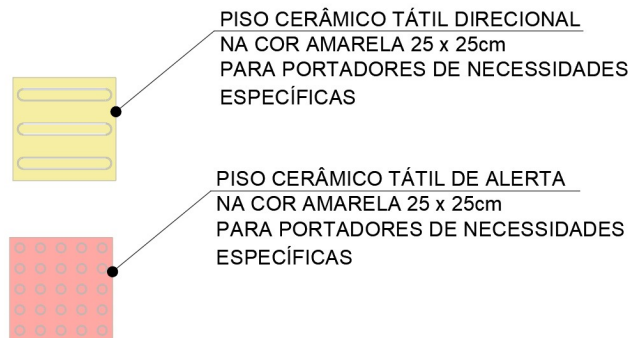 PISO CERÂMICO TÁTIL DIRECIONAL
NA COR AMARELA 25 x 25cm
PARA PORTADORES DE NECESSIDADES
ESPECÍFICAS
PISO CERÂMICO TÁTIL DE ALERTA
NA COR AMARELA 25 x 25cm
PARA PORTADORES DE NECESSIDADES
ESPECÍFICAS